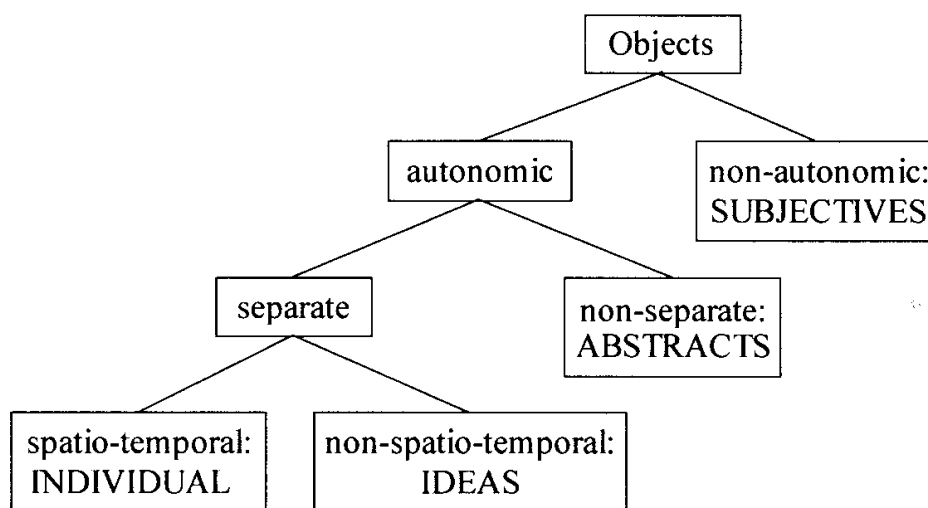 Objects
autonomic
non-autonomic:
SUBJECTIVES
separate
non-separate:
ABSTRACTS
spatio-temporal:
INDIVIDUAL
non-spatio-temporal:
IDEAS